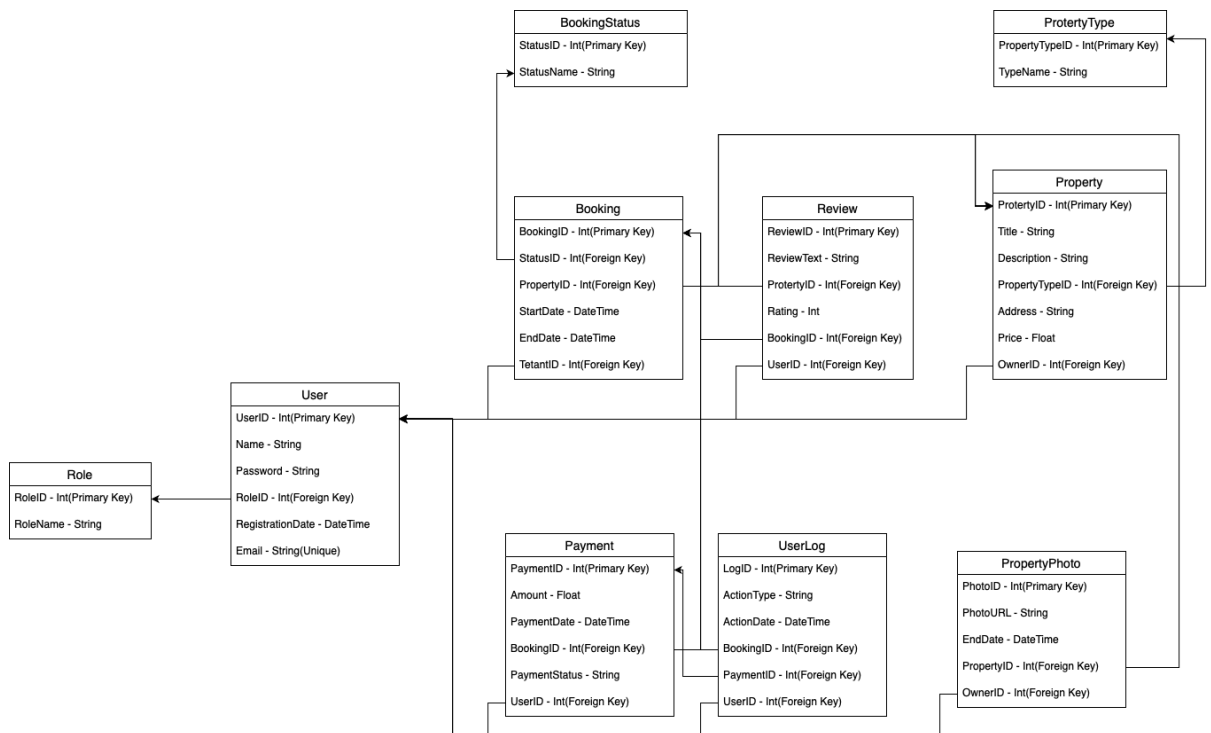 BookingStatus
StatusID - Int(Primary Key)
StatusName - String
ProtertyType
PropertyTypeID - Int(Primary Key)
TypeName - String
Booking
BookingID - Int(Primary Key)
StatusID - Int(Foreign Key)
PropertyID - Int(Foreign Key)
StartDate - DateTime
EndDate - DateTime
TetantID - Int(Foreign Key)
Review
ReviewID - Int(Primary Key)
ReviewText - String
ProtertyID - Int(Foreign Key)
Rating - Int
BookingID - Int(Foreign Key)
UserID - Int(Foreign Key)
Property
ProtertyID - Int(Primary Key)
Title - String
Description - String
PropertyTypeID - Int(Foreign Key)
Address - String
Price - Float
OwnerID - Int(Foreign Key)
User
UserID - Int(Primary Key)
Name - String
Password - String
RoleID - Int(Foreign Key)
RegistrationDate - DateTime
Email - String(Unique)
Role
RoleID - Int(Primary Key)
RoleName - String
Payment
PaymentID - Int(Primary Key)
Amount - Float
PaymentDate - DateTime
BookingID - Int(Foreign Key)
PaymentStatus - String
UserID - Int(Foreign Key)
UserLog
LogID - Int(Primary Key)
ActionType - String
ActionDate - DateTime
BookingID - Int(Foreign Key)
PaymentID - Int(Foreign Key)
UserID - Int(Foreign Key)
PropertyPhoto
PhotoID - Int(Primary Key)
PhotoURL - String
EndDate - DateTime
PropertyID - Int(Foreign Key)
OwnerID - Int(Foreign Key)